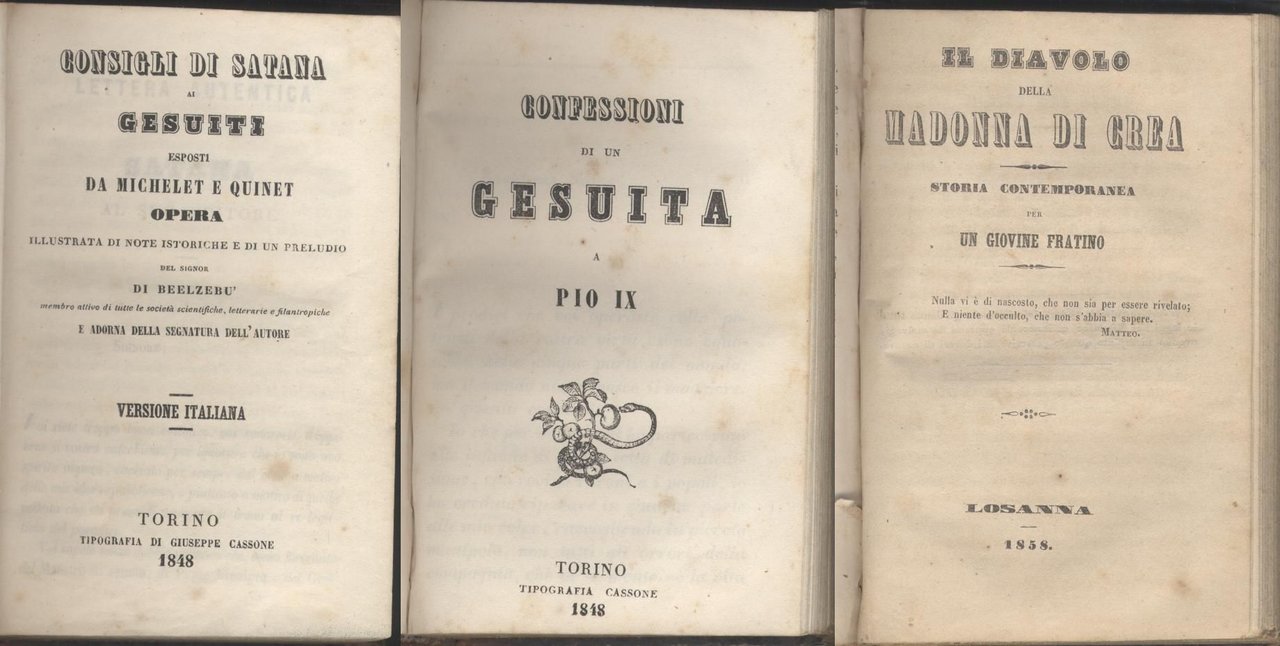 CONSIGLI DI SATANA
AI
GESUITI
ESPOSTI
DA MICHELET E QUINET
OPERA
ILLUSTRATA DI NOTE ISTORICHE E DI UN PRELUDIO
DEL SIGNOR
DI BEELZEBU'
membro attivo di tutte le società scientifiche, letterarie e filantropiche
E ADORNA DELLA SEGNATURA DELL'AUTORE
VERSIONE ITALIANA
TORINO
TIPOGRAFIA DI GIUSEPPE CASSONE
1848
CONFESSIONI
DI UN
GESUITA
A
PIO IX
TORINO
TIPOGRAFIA CASSONE
1848
IL DIAVOLO
DELLA
MADONNA DI CREA
STORIA CONTEMPORANEA
PER
UN GIOVINE FRATINO
Nulla vi è di nascosto, che non sia per essere rivelato;
E niente d'occulto, che non s'abbia a sapere.
MATTEO.
LOSANNA
1858.